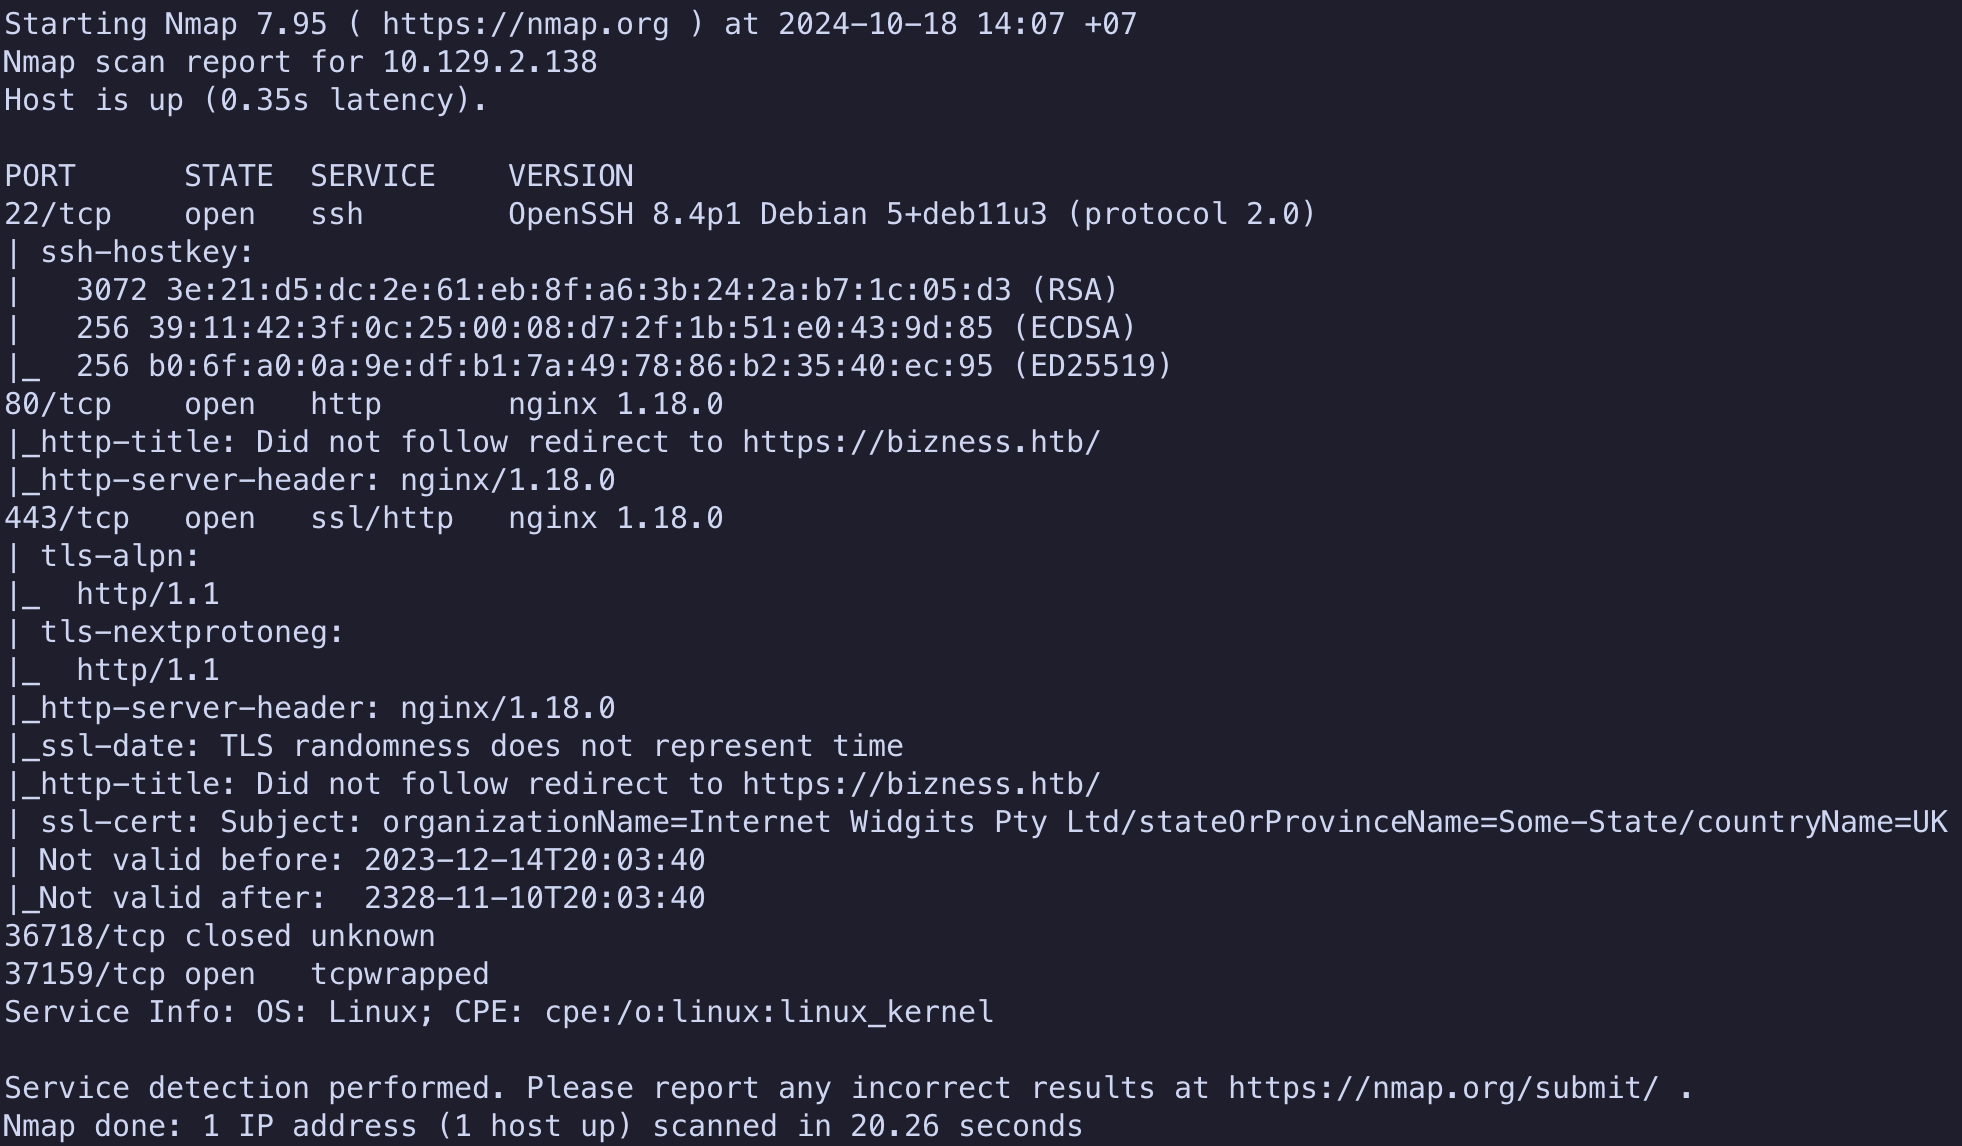 Starting Nmap 7.95 ( https://nmap.org ) at 2024-10-18 14:07 +07
Nmap scan report for 10.129.2.138
Host is up (0.35s latency).

PORT      STATE  SERVICE    VERSION
22/tcp    open   ssh        OpenSSH 8.4p1 Debian 5+deb11u3 (protocol 2.0)
| ssh-hostkey:
|   3072 3e:21:d5:dc:2e:61:eb:8f:a6:3b:24:2a:b7:1c:05:d3 (RSA)
|   256 39:11:42:3f:0c:25:00:08:d7:2f:1b:51:e0:43:9d:85 (ECDSA)
|_  256 b0:6f:a0:0a:9e:df:b1:7a:49:78:86:b2:35:40:ec:95 (ED25519)
80/tcp    open   http       nginx 1.18.0
|_http-title: Did not follow redirect to https://bizness.htb/
|_http-server-header: nginx/1.18.0
443/tcp   open   ssl/http   nginx 1.18.0
| tls-alpn:
|_  http/1.1
| tls-nextprotoneg:
|_  http/1.1
|_http-server-header: nginx/1.18.0
|_ssl-date: TLS randomness does not represent time
|_http-title: Did not follow redirect to https://bizness.htb/
| ssl-cert: Subject: organizationName=Internet Widgits Pty Ltd/stateOrProvinceName=Some-State/countryName=UK
| Not valid before: 2023-12-14T20:03:40
|_Not valid after:  2328-11-10T20:03:40
36718/tcp closed unknown
37159/tcp open   tcpwrapped
Service Info: OS: Linux; CPE: cpe:/o:linux:linux_kernel

Service detection performed. Please report any incorrect results at https://nmap.org/submit/ .
Nmap done: 1 IP address (1 host up) scanned in 20.26 seconds